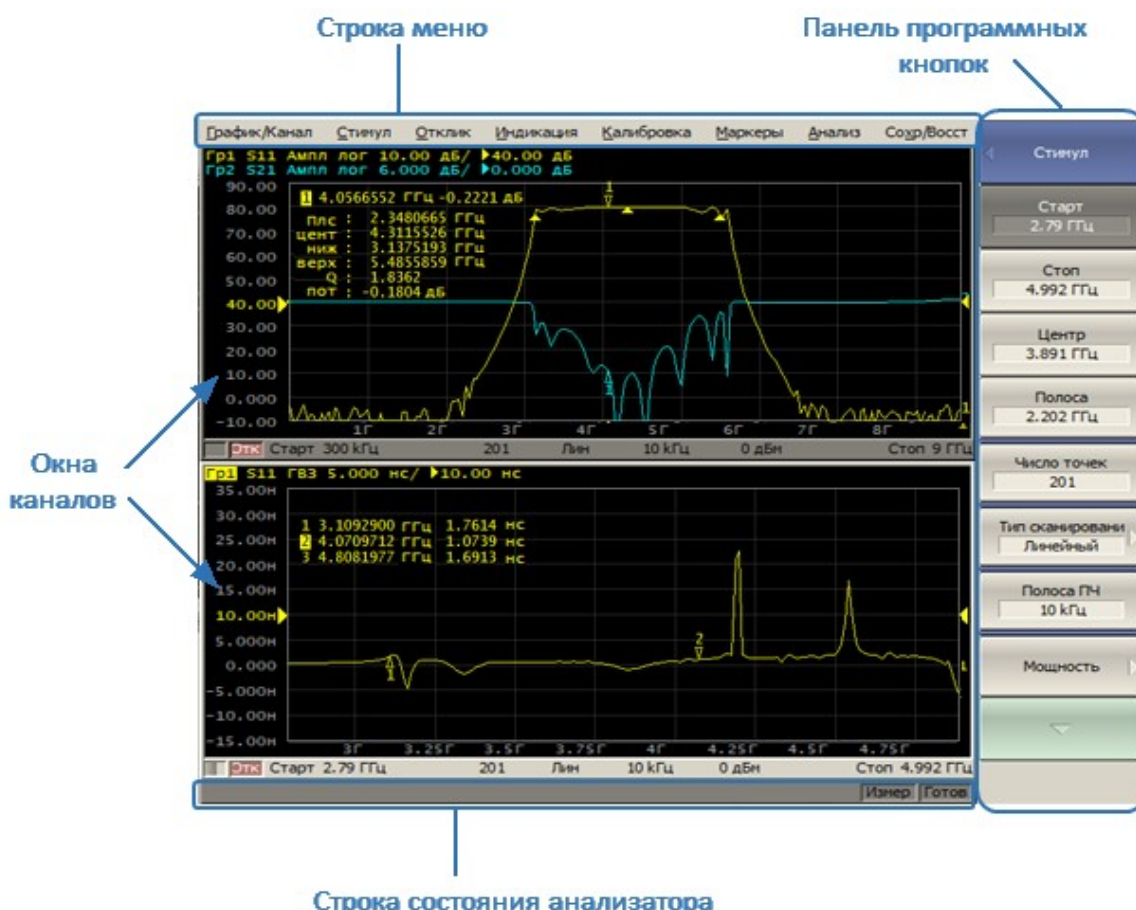 Строка меню
Панель программных
кнопок
График/Канал Стимул Отклик Индикация Калибровка Маркеры Анализ Сохр/Восст
Гр1 S11 Ампл лог 10.00 дБ/ 40.00 дБ
Гр2 S21 Ампл лог 6.000 дБ/ 0.000 дБ
90.00
80.00
70.00
60.00
50.00
40.00
30.00
20.00
10.00
0.000
-10.00
1 4.0566552 ГГц -0.2221 дБ
плс : 2.3480665 ГГц
цент : 4.3115526 ГГц
ниж : 3.1375193 ГГц
верх : 5.4855859 ГГц
Q : 1.8362
пот : -0.1804 дБ
1
1
1
1Г 2Г 3Г 4Г 5Г 6Г 7Г 8Г
Этк Старт 300 кГц 201 Лин 10 кГц 0 дБм Стоп 9 ГГц
Окна
каналов
Гр1 S11 ГВЗ 5.000 нс/ 10.00 нс
35.00н
30.00н
25.00н
20.00н
15.00н
10.00н
5.000н
0.000
-5.000н
-10.00н
-15.00н
1 3.1092900 ГГц 1.7614 нс
2 4.0709712 ГГц 1.0739 нс
3 4.8081977 ГГц 1.6913 нс
1
2
1
3Г 3.25Г 3.5Г 3.75Г 4Г 4.25Г 4.5Г 4.75Г
Этк Старт 2.79 ГГц 201 Лин 10 кГц 0 дБм Стоп 4.992 ГГц
Измер Готов
Стимул
Старт
2.79 ГГц
Стоп
4.992 ГГц
Центр
3.891 ГГц
Полоса
2.202 ГГц
Число точек
201
Тип сканировани
Линейный
Полоса ПЧ
10 кГц
Мощность
Строка состояния анализатора